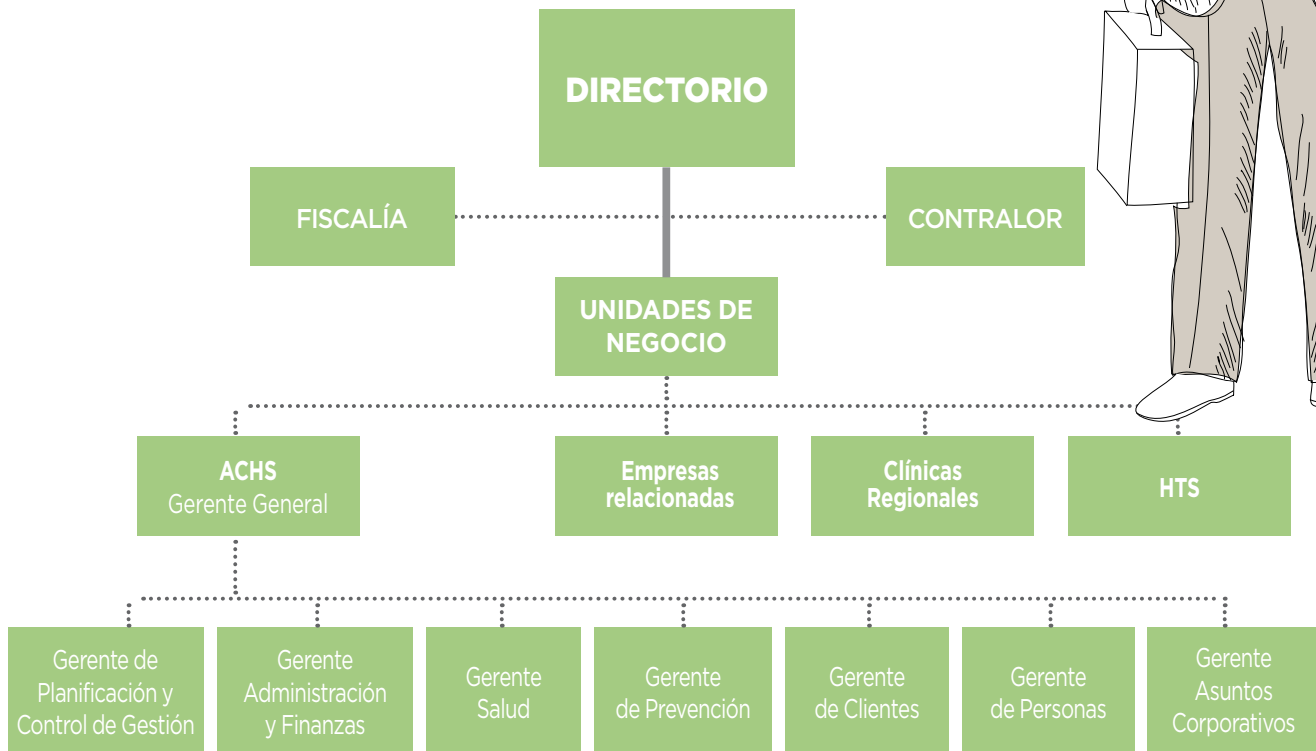 DIRECTORIO
FISCALÍA
CONTRALOR
UNIDADES DE
NEGOCIO
ACHS
Gerente General
Empresas
relacionadas
Clínicas
Regionales
HTS
Gerente de
Planificación y
Control de Gestión
Gerente
Administración
y Finanzas
Gerente
Salud
Gerente
de Prevención
Gerente
de Clientes
Gerente
de Personas
Gerente
Asuntos
Corporativos